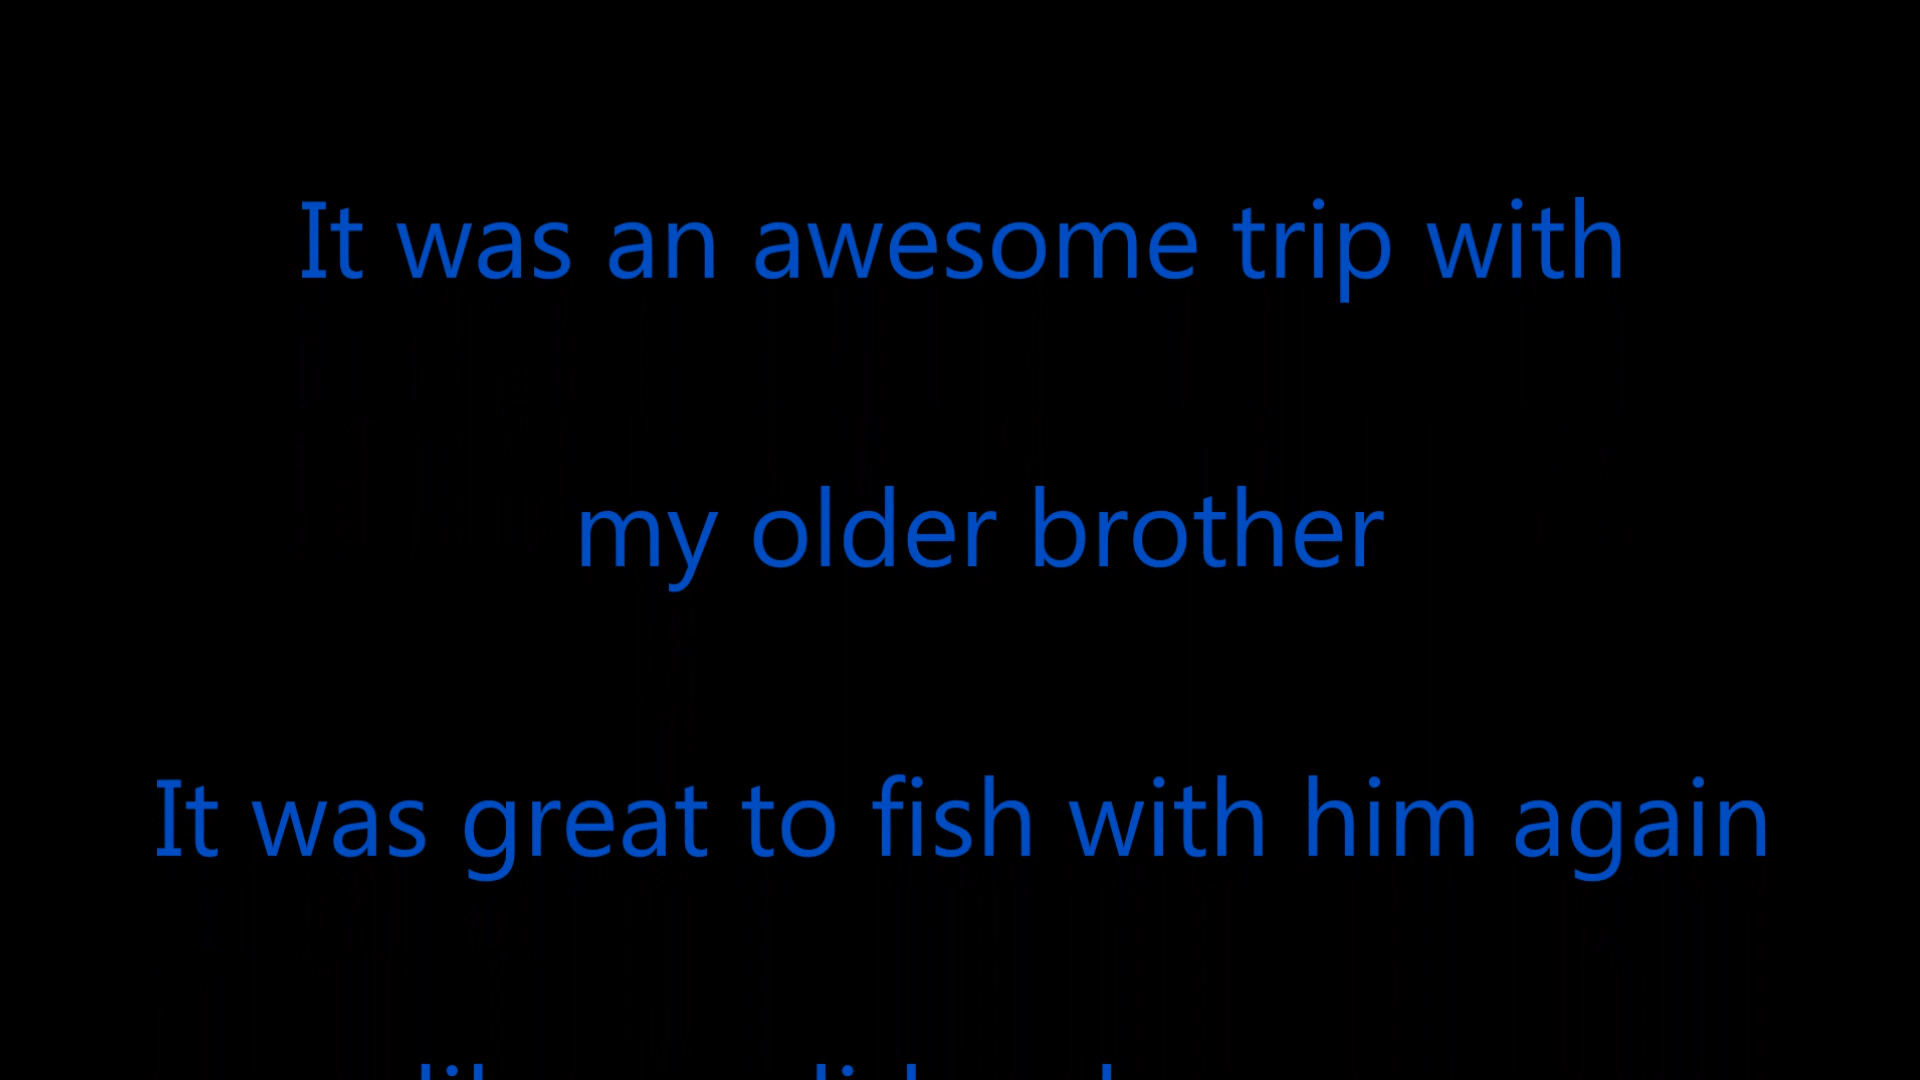 It was an awesome trip with
my older brother
It was great to fish with him again